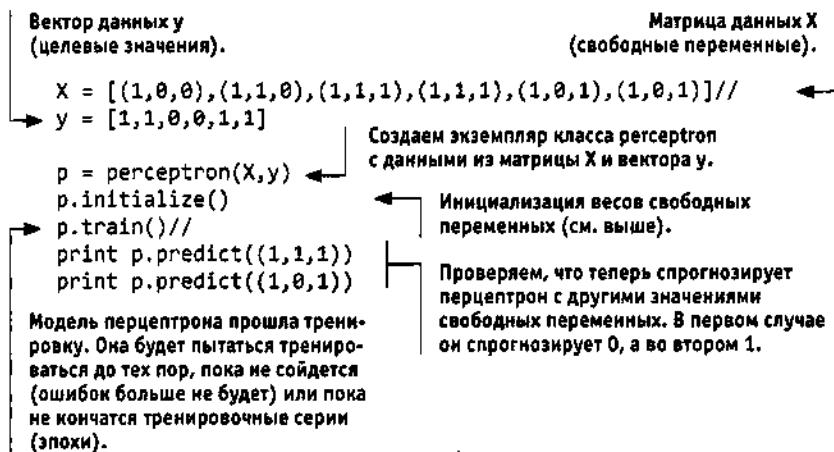 Вектор данных y
(целевые значения).
Матрица данных X
(свободные переменные).
X = [(1,0,0),(1,1,0),(1,1,1),(1,1,1),(1,0,1),(1,0,1)]//
y = [1,1,0,0,1,1]
Создаем экземпляр класса perceptron
с данными из матрицы X и вектора y.
p = perceptron(X,y)
p.initialize()
Инициализация весов свободных
переменных (см. выше).
p.train()//
print p.predict((1,1,1))
print p.predict((1,0,1))
Проверяем, что теперь спрогнозирует
перцептрон с другими значениями
свободных переменных. В первом случае
он спрогнозирует 0, а во втором 1.
Модель перцептрона прошла трени-
ровку. Она будет пытаться трениро-
ваться до тех пор, пока не сойдется
(ошибок больше не будет) или пока
не кончатся тренировочные серии
(эпохи).